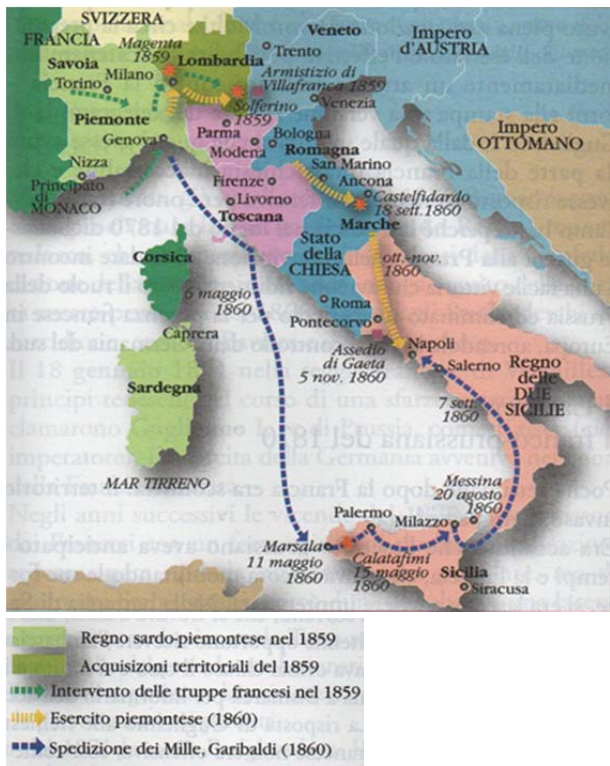 SVIZZERA
FRANCIA
Savoia
Torino
Magenta
1859
Milano
Lombardia
Veneto
Trento
Impero
d'AUSTRIA
Armistizio di
Villafranca 1859
Solferino
1859
Venezia
Piemonte
Genova
Parma
Modena
Bologna
Romagna
Impero
OTTOMANO
Nizza
Principato
di
MONACO
San Marino
Ancona
Firenze
Livorno
Toscana
Castelfidardo
18 sett.1860
Marche
Stato
della
CHIESA
ott.-nov.
1860
Corsica
6 maggio
1860
Roma
Pontecorvo
Caprera
Assedio
di Gaeta
5 nov. 1860
Napoli
Salerno
Regno
delle
DUE
SICILIE
Sardegna
7 sett.
1860
MAR TIRRENO
Messina
20 agosto
1860
Palermo
Milazzo
Marsala
11 maggio
1860
Calatafimi
15 maggio
1860
Sicilia
Siracusa
Regno sardo-piemontese nel 1859
Acquisizoni territoriali del 1859
Intervento delle truppe francesi nel 1859
Esercito piemontese (1860)
Spedizione dei Mille, Garibaldi (1860)